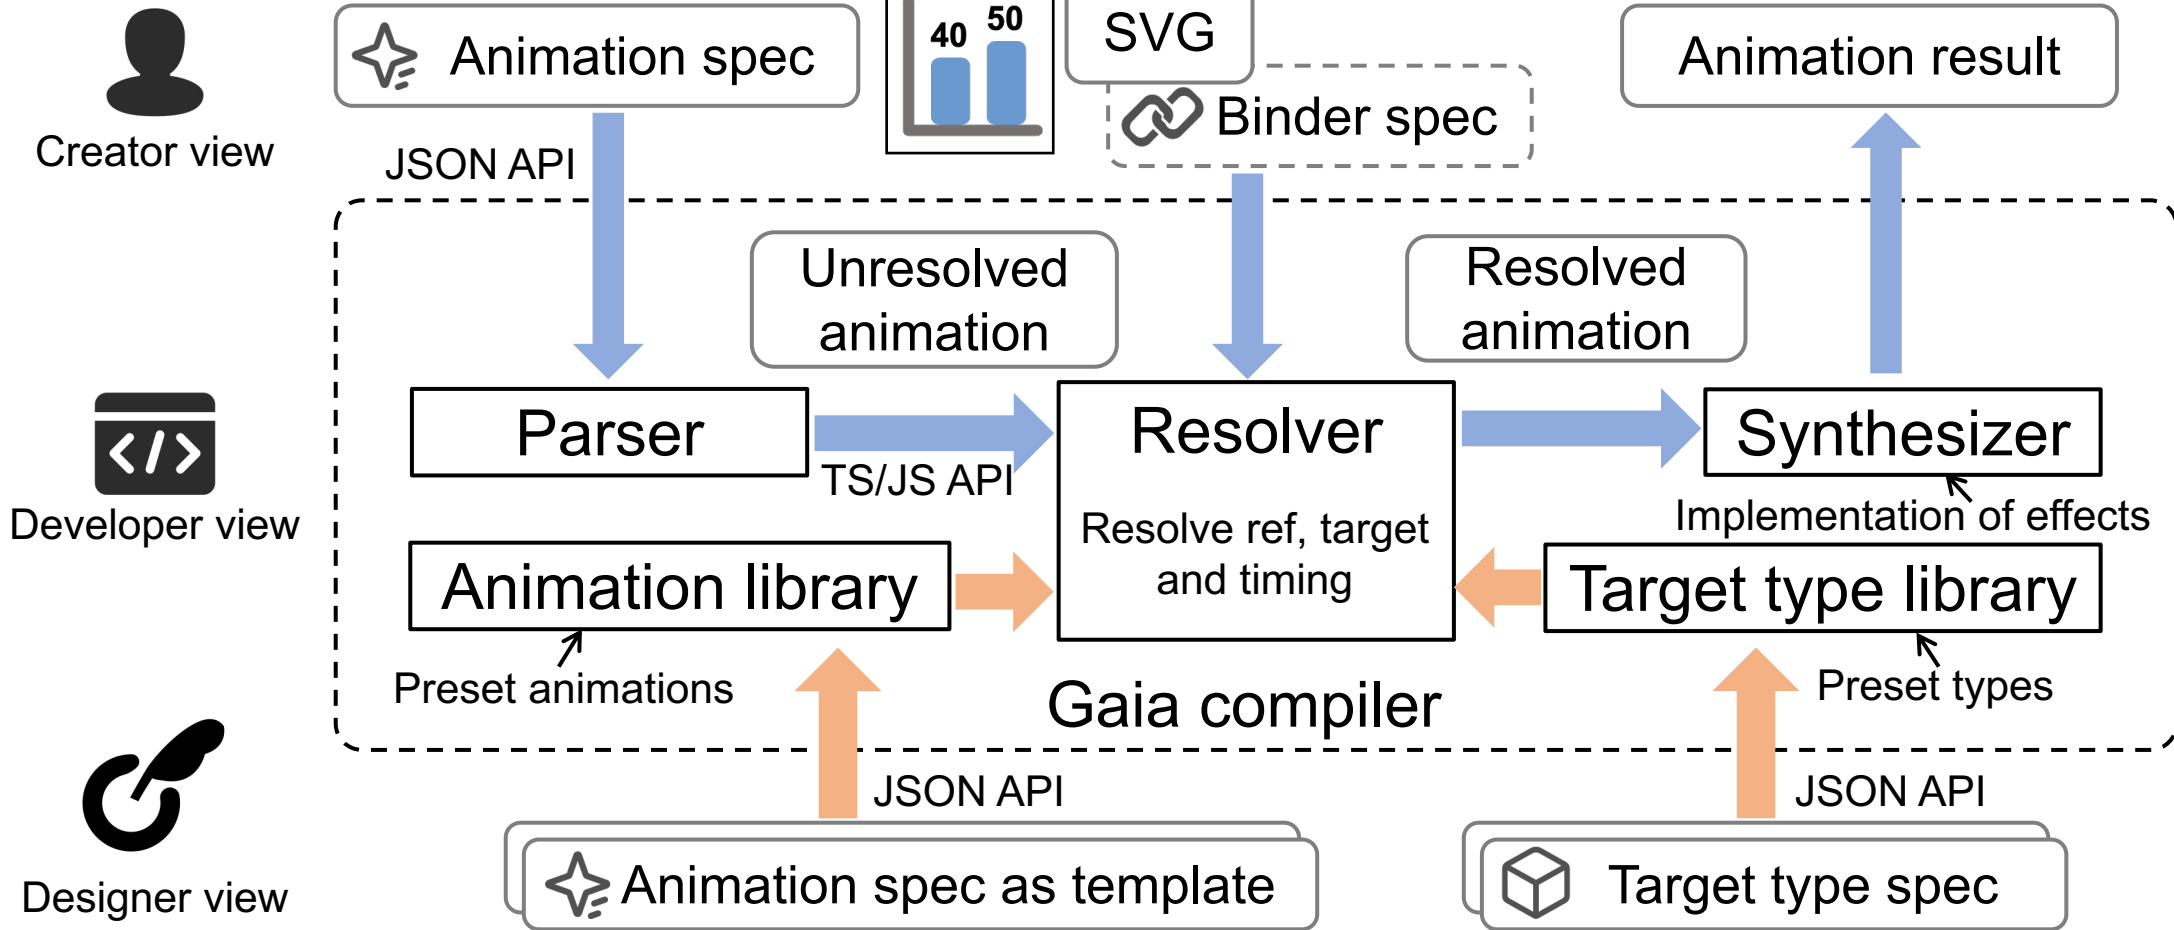 Animation spec
40
50
SVG
Binder spec
Animation result
Creator view
JSON API
Unresolved
animation
Resolved
animation
Parser
TS/JS API
Resolver
Resolve ref, target
and timing
Synthesizer
Implementation of effects
Developer view
Animation library
Preset animations
Target type library
Preset types
Gaia compiler
JSON API
JSON API
Designer view
Animation spec as template
Target type spec